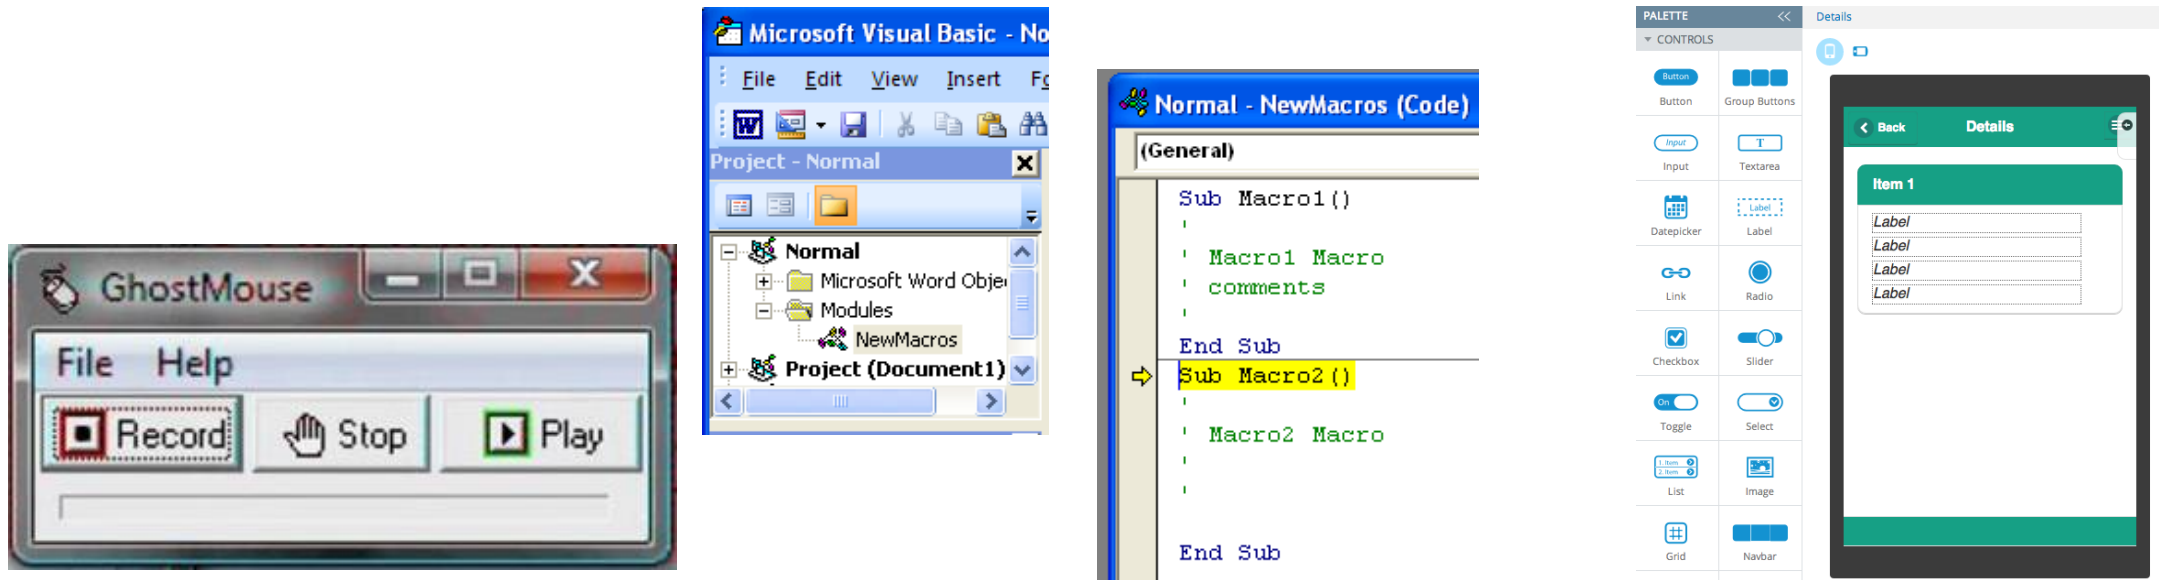 GhostMouse
File Help
Record Stop Play
Microsoft Visual Basic - No
File Edit View Insert Fo
Project - Normal
Normal
Microsoft Word Obje
Modules
NewMacros
Project (Document1)
Normal - NewMacros (Code)
(General)
Sub Macro1()
'
' Macro1 Macro
' comments
'
End Sub
Sub Macro2()
'
' Macro2 Macro
'
'
End Sub
PALETTE
CONTROLS
Button
Button Group Buttons
Input T
Input Textarea
Label
Datepicker Label
Link Radio
Checkbox Slider
On
Toggle Select
1. Item
2. Item
List Image
Grid Navbar
Details
Back Details
Item 1
Label
Label
Label
Label